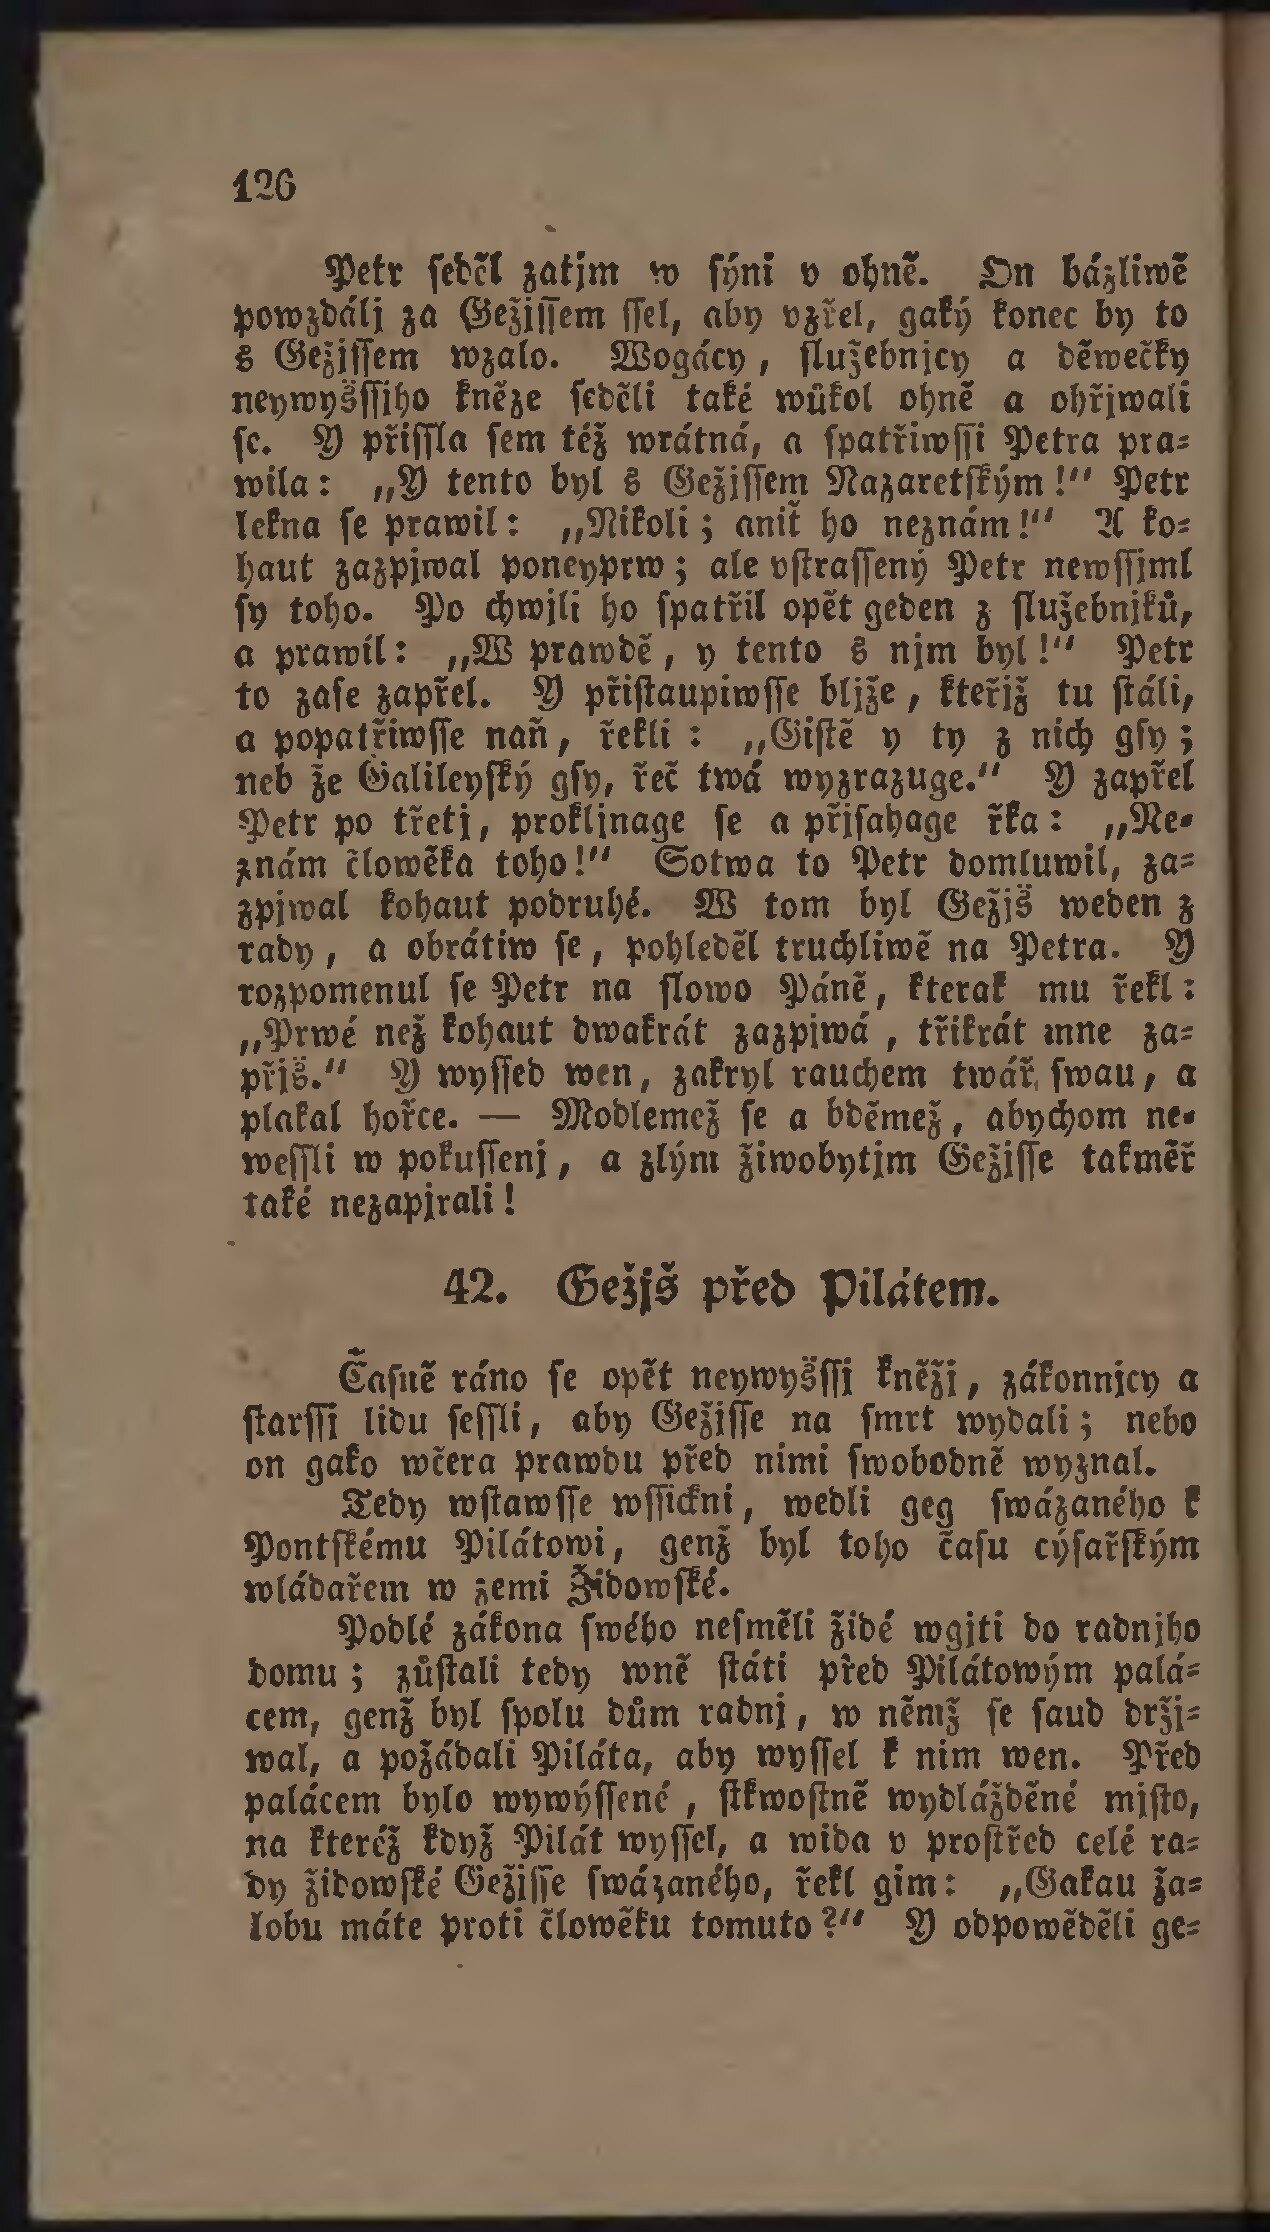 126
Petr ſeděl zatjm w ſýni v ohně. On bázliwě
powzdálj za Gežjſſem ſſel, aby vzřel, gaký konec by to
s Gežjſſem wzalo. Wogácy, ſlužebnjcy a děwečky
neywyšſſjho kněze ſeděli také wůkol ohně a ohřjwali
ſe. Y přiſſla ſem též wrátná, a ſpatřiwſſi Petra pra=
wila: „Y tento byl s Gežjſſem Nazaretſkým!“ Petr
lekna ſe prawil: „Nikoli; aniť ho neznám!“ A ko=
haut zazpjwal poneyprw; ale vſtraſſený Petr newſſjml
ſy toho. Po chwjli ho ſpatřil opět geden z ſlužebnjků,
a prawil: „W prawdě, y tento s njm byl!“ Petr
to zaſe zapřel. Y přiſtaupiwſſe bljže, kteřjž tu ſtáli,
a popatřiwſſe naň, řekli: „Giſtě y ty z nich gſy;
neb že Galileyſký gſy, řeč twá wyzrazuge.“ Y zapřel
Petr po třetj, prokljnage ſe a přjſahage řka: „Ne=
znám člowěka toho!“ Sotwa to Petr domluwil, za=
zpjwal kohaut podruhé. W tom byl Gežjš weden z
rady, a obrátiw ſe, pohleděl truchliwě na Petra. Y
rozpomenul ſe Petr na ſlowo Páně, kterak mu řekl:
„Prwé než kohaut dwakrát zazpjwá, třikrát mne za=
přjš.“ Y wyſſed wen, zakryl rauchem twář ſwau, a
plakal hořce. — Modlemež ſe a bděmež, abychom ne=
weſſli w pokuſſenj, a zlým žiwobytjm Gežjſſe takměř
také nezapjrali!
42. Gežjš před Pilátem.
Čaſně ráno ſe opět neywyšſſj kněžj, zákonnjcy a
ſtarſſj lidu ſeſſli, aby Gežjſſe na ſmrt wydali; nebo
on gako wčera prawdu před nimi ſwobodně wyznal.
Tedy wſtawſſe wſſickni, wedli geg ſwázaného k
Pontſkému Pilátowi, genž byl toho čaſu cýſařſkým
wládařem w zemi Židowſké.
Podlé zákona ſwého neſměli židé wgjti do radnjho
domu; zůſtali tedy wně ſtáti před Pilátowým palá=
cem, genž byl ſpolu dům radnj, w němž ſe ſaud držj=
wal, a požádali Piláta, aby wyſſel k nim wen. Před
palácem bylo wywýſſené, ſtkwoſtně wydlážděné mjſto,
na kteréž když Pilát wyſſel, a wida v proſtřed celé ra=
dy židowſké Gežjſſe ſwázaného, řekl gim: „Gakau ža=
lobu máte proti člowěku tomuto?“ Y odpowěděli ge=